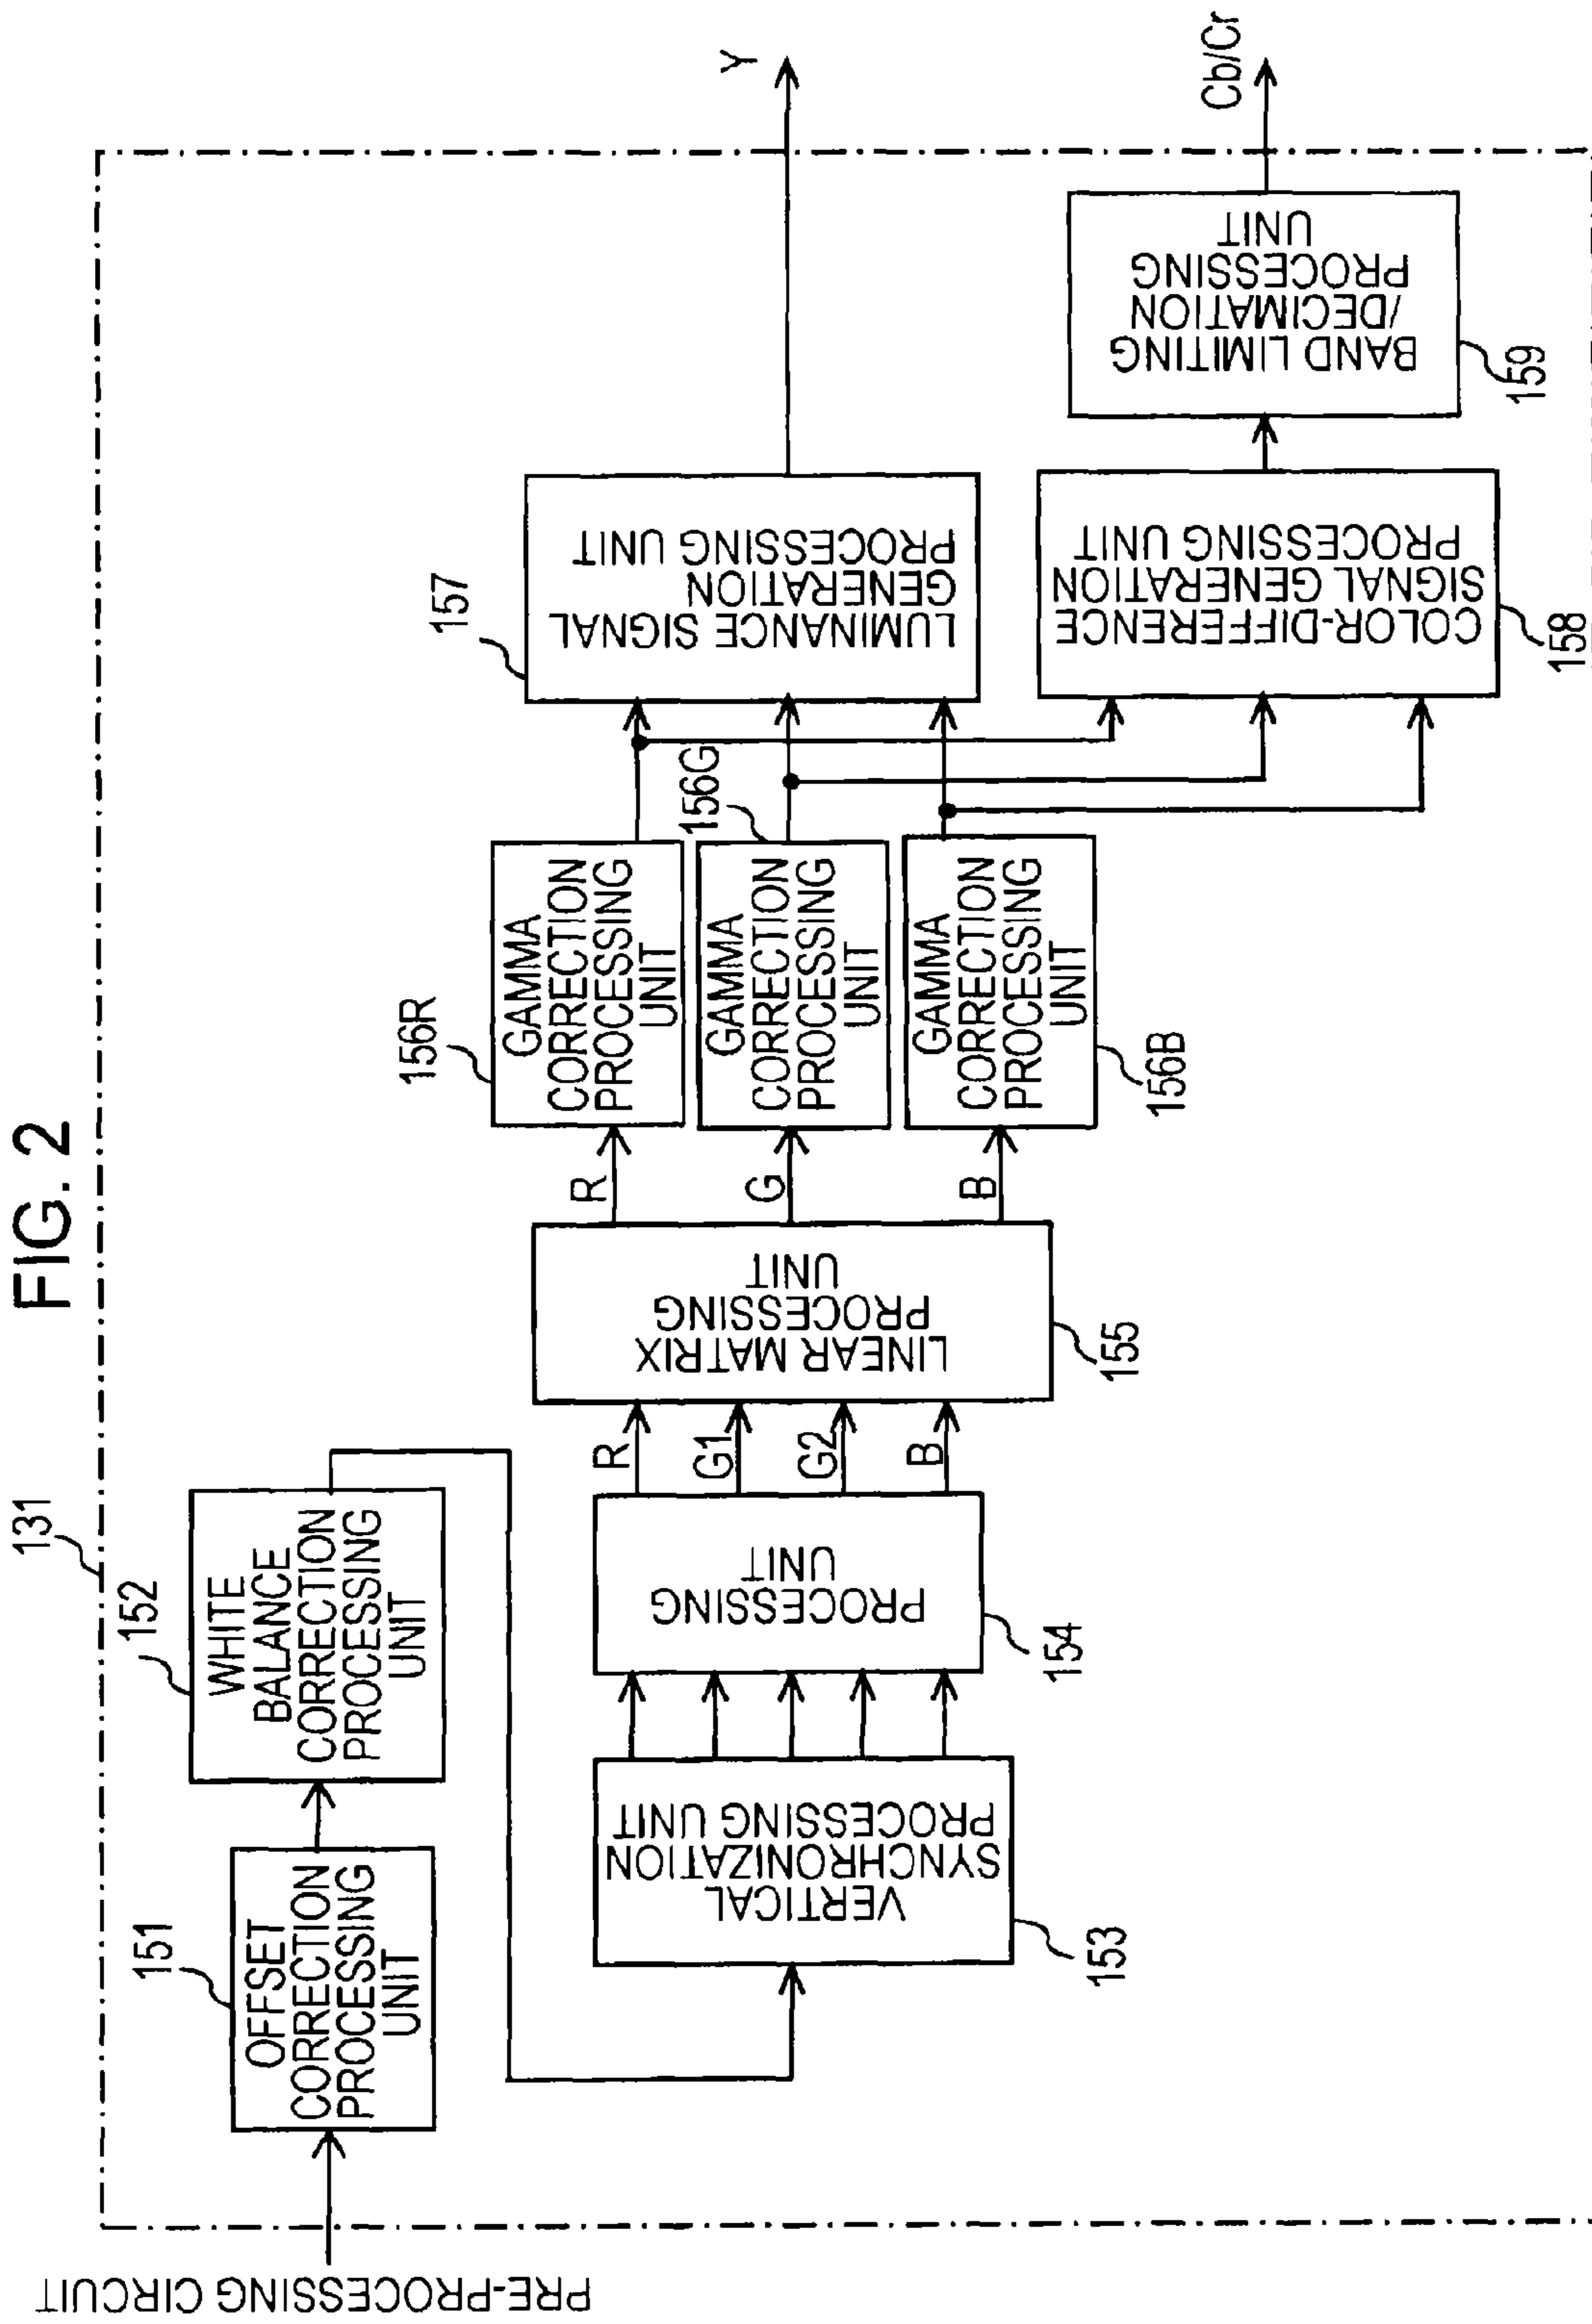 FIG. 2
131
PRE-PROCESSING CIRCUIT
151
OFFSET
CORRECTION
PROCESSING
UNIT
152
WHITE
BALANCE
CORRECTION
PROCESSING
UNIT
VERTICAL
SYNCHRONIZATION
PROCESSING UNIT
153
PROCESSING
UNIT
154
R
G1
G2
B
LINEAR MATRIX
PROCESSING
UNIT
155
R
G
B
156R
GAMMA
CORRECTION
PROCESSING
UNIT
156G
GAMMA
CORRECTION
PROCESSING
UNIT
GAMMA
CORRECTION
PROCESSING
UNIT
156B
157
LUMINANCE SIGNAL
GENERATION
PROCESSING UNIT
Y
COLOR-DIFFERENCE
SIGNAL GENERATION
PROCESSING UNIT
158
BAND LIMITING
/DECIMATION
PROCESSING
UNIT
159
Cb/Cr